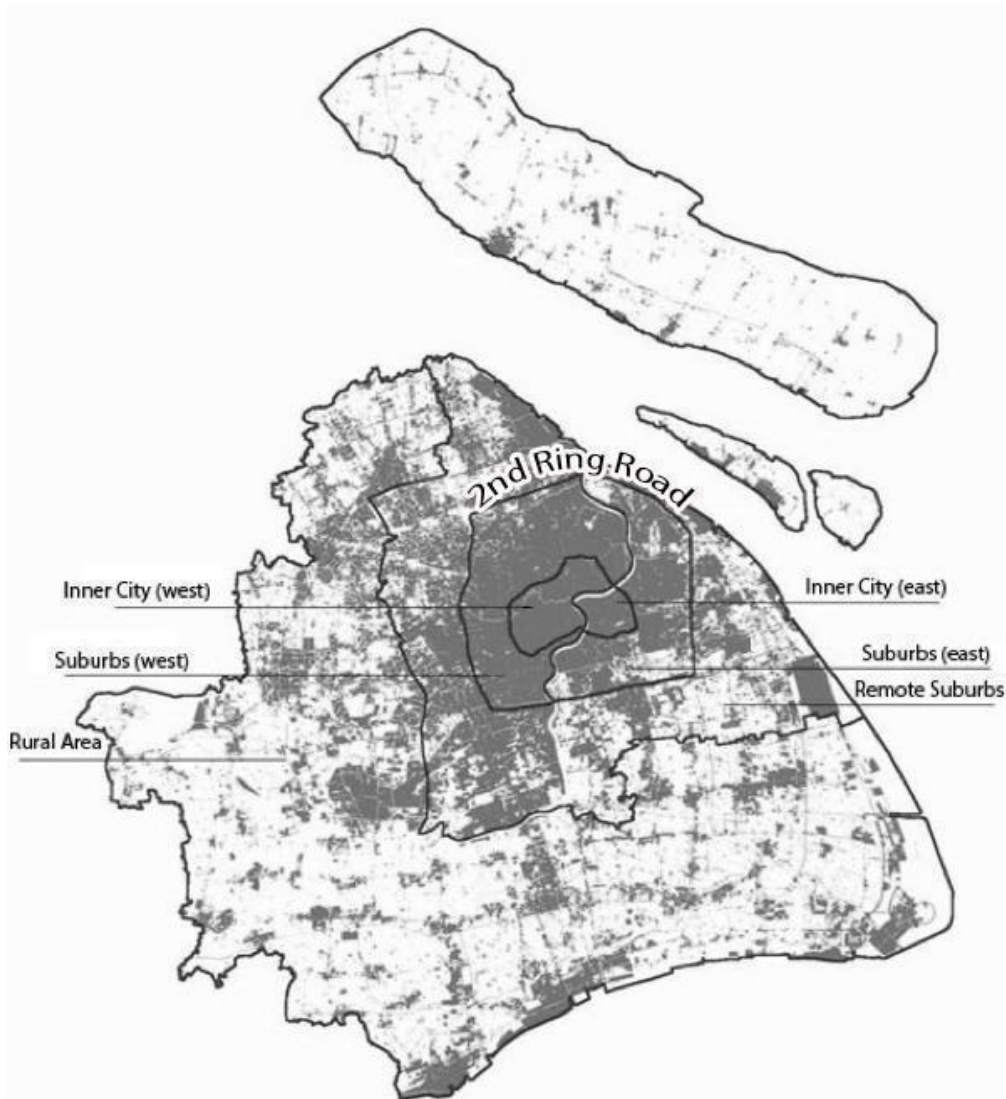 2nd Ring Road
Inner City (west)
Inner City (east)
Suburbs (west)
Suburbs (east)
Remote Suburbs
Rural Area